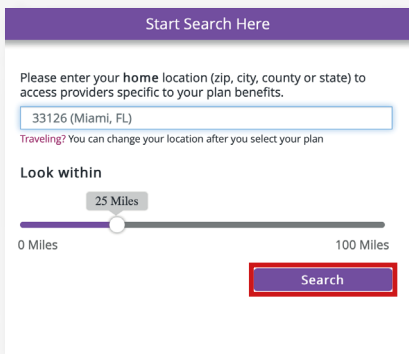 Start Search Here
Please enter your home location (zip, city, county or state) to
access providers specific to your plan benefits.
33126 (Miami, FL)
Traveling? You can change your location after you select your plan
Look within
25 Miles
0 Miles
100 Miles
Search